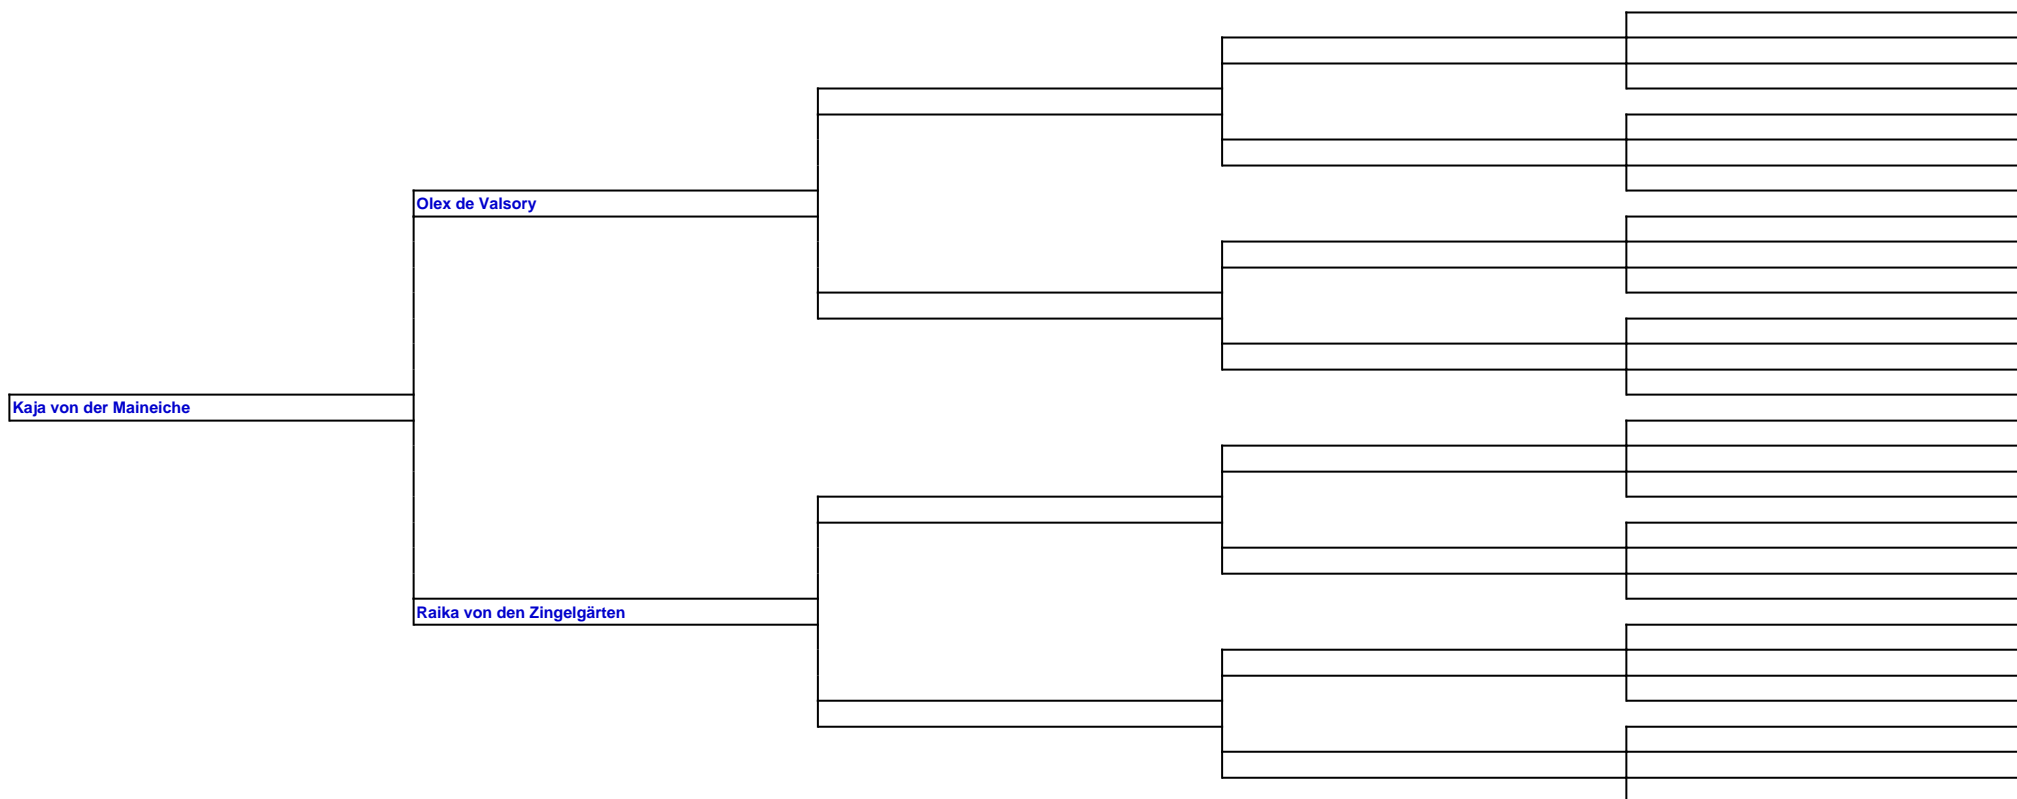 Olex de Valsory
Kaja von der Maineiche
Raika von den Zingelgärten